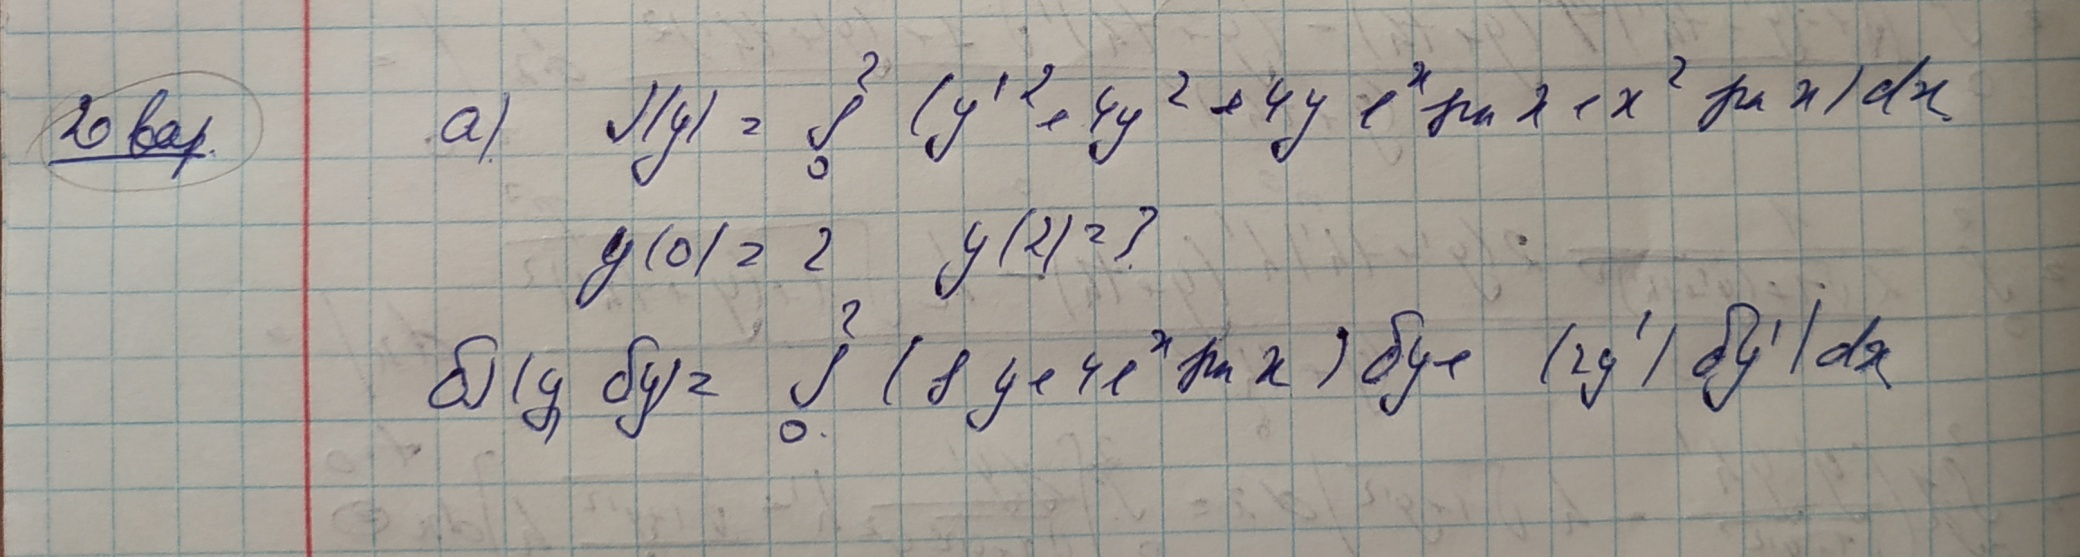 20 вар. а) J(y) = ∫₀² (y'² + 4y² + 4y eˣ sin x + x² sin x) dx
y(0) = 2 y(2) = ?
δJ(y, δy) = ∫₀² (8y + 4eˣ sin x) δy + (2y') δy') dx